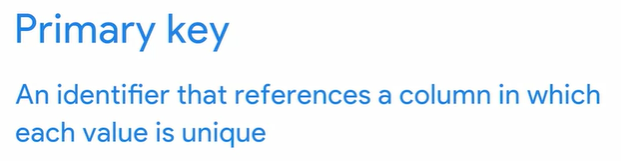 Primary key
An identifier that references a column in which
each value is unique